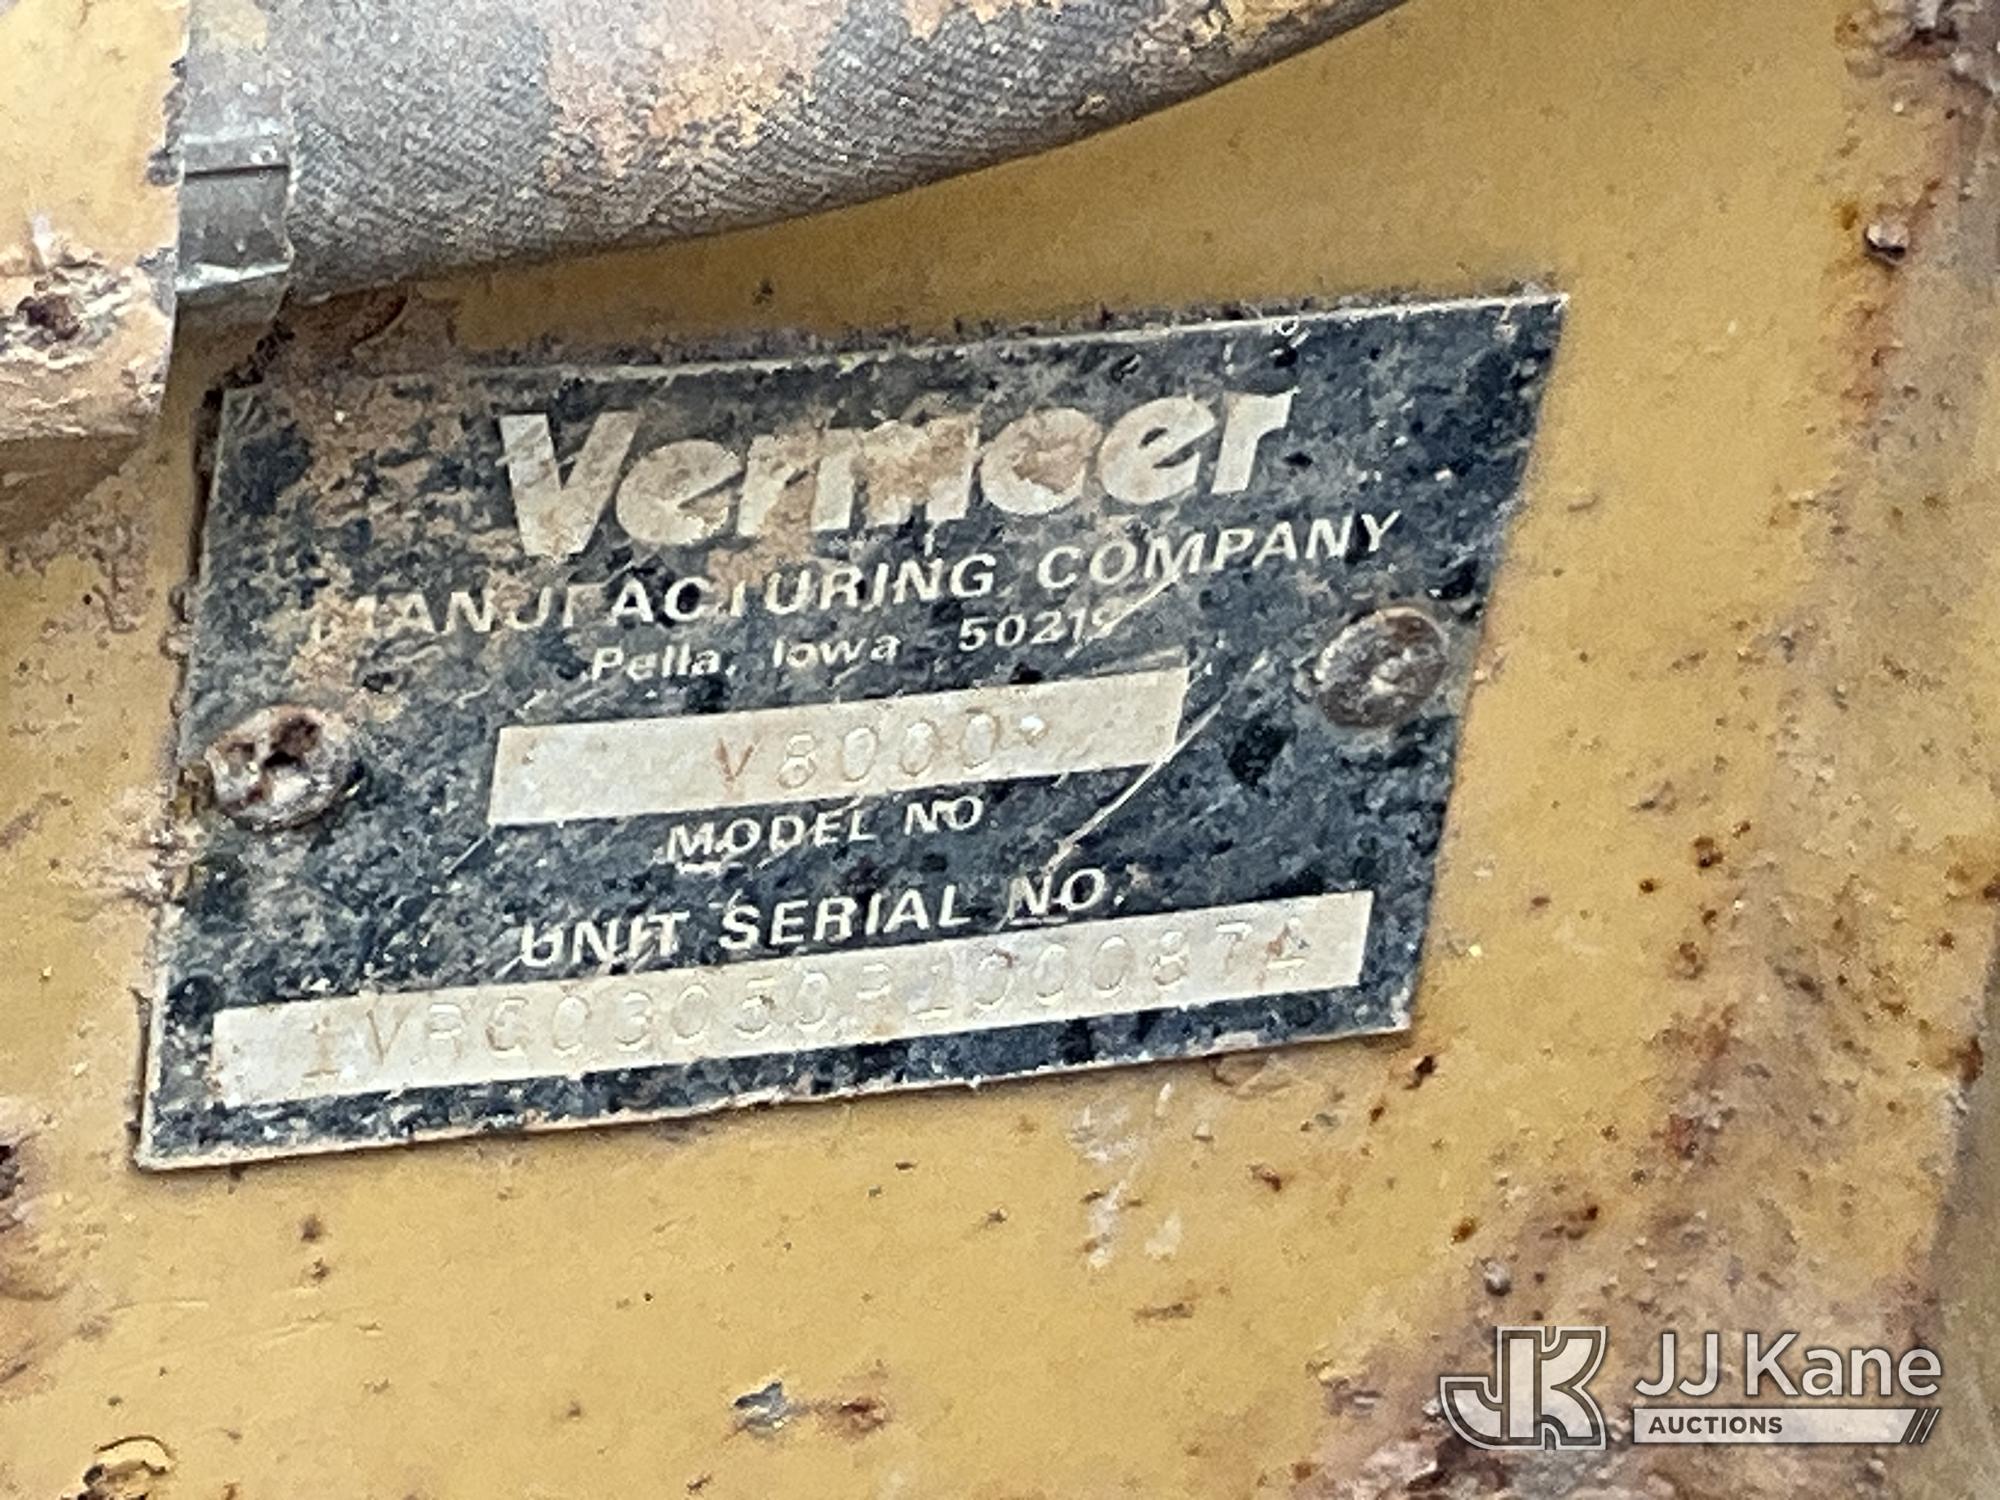 Vermeer
MANUFACTURING COMPANY
Pella, Iowa 50219
V8000
MODEL NO
UNIT SERIAL NO.
JJ Kane
AUCTIONS